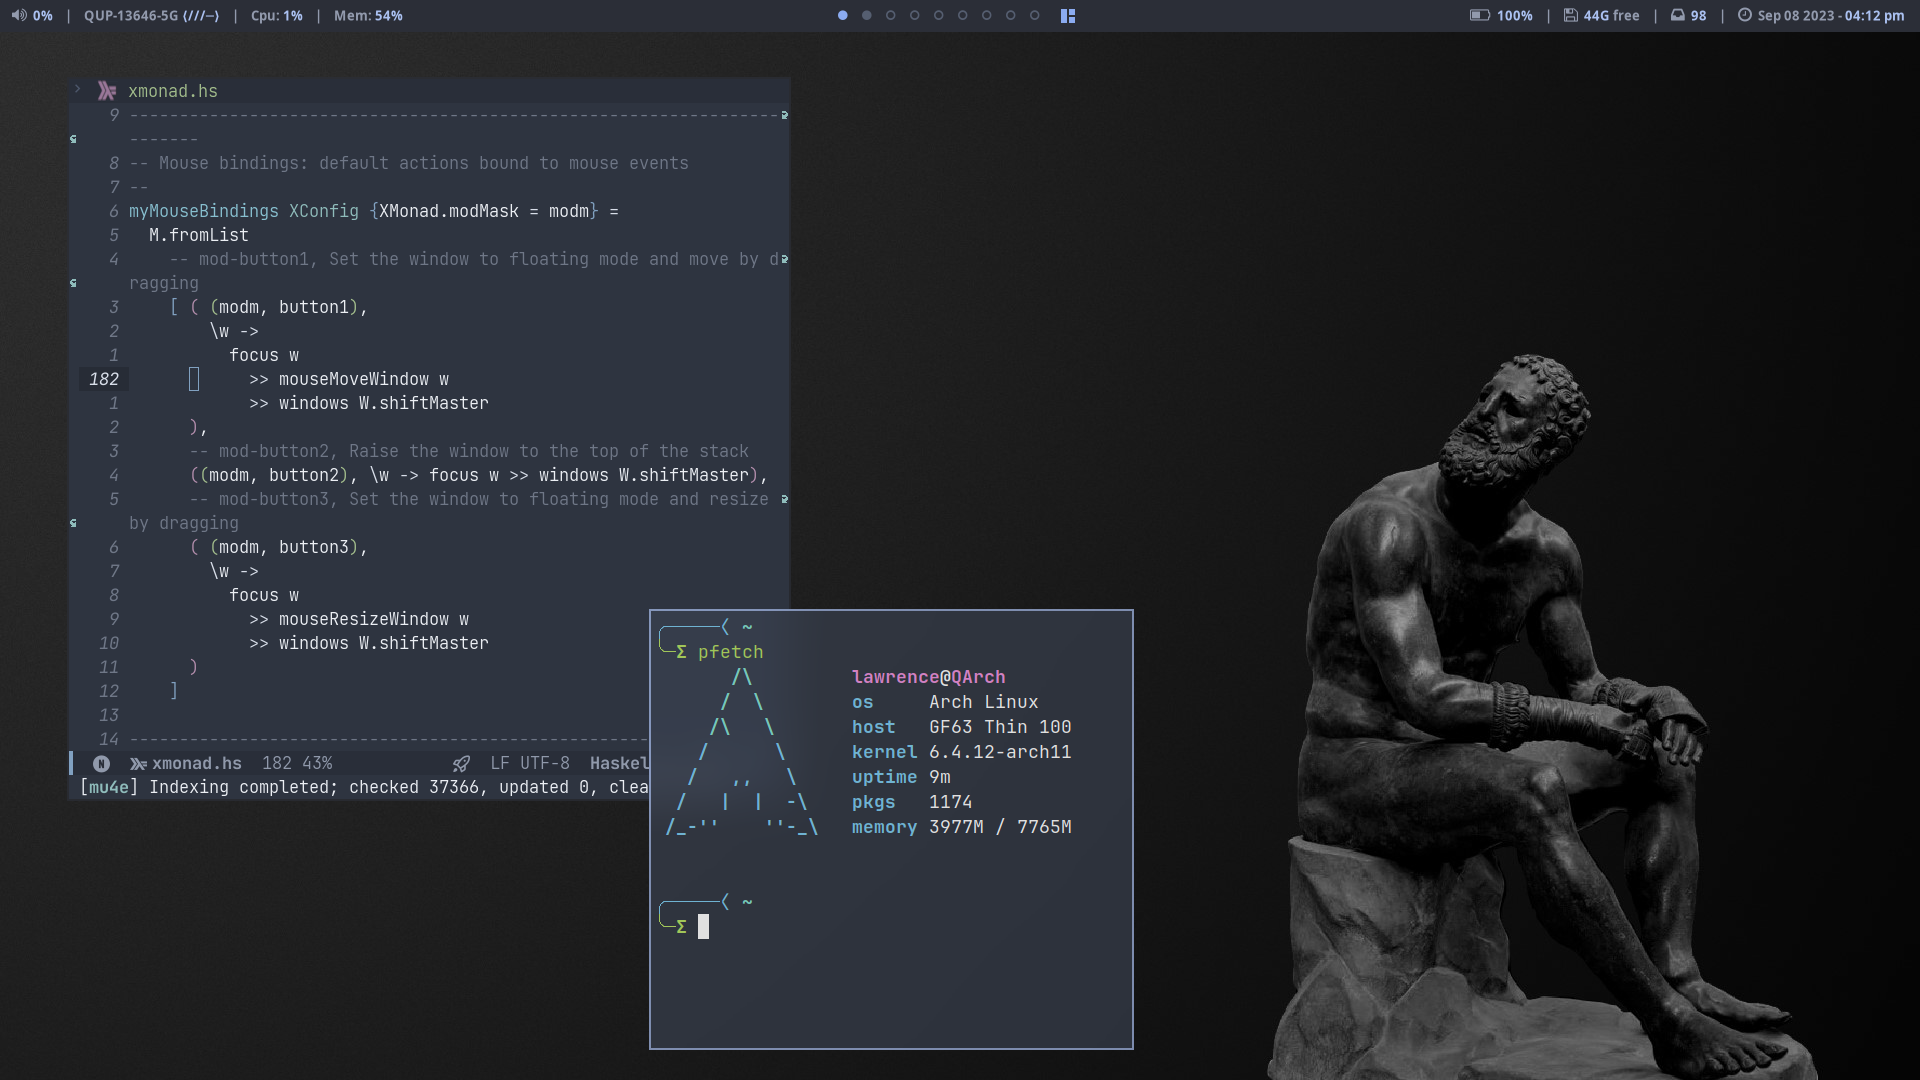 0% | QUP-13646-5G (///−) | Cpu: 1% | Mem: 54%
100% | 44G free | 98 | Sep 08 2023 - 04:12 pm
xmonad.hs
9 -----------------------------------------------------------------
-------
8 -- Mouse bindings: default actions bound to mouse events
7 --
6 myMouseBindings XConfig {XMonad.modMask = modm} =
5   M.fromList
4     -- mod-button1, Set the window to floating mode and move by d
ragging
3     [ ( (modm, button1),
2         \w ->
1           focus w
182             >> mouseMoveWindow w
1             >> windows W.shiftMaster
2       ),
3       -- mod-button2, Raise the window to the top of the stack
4       ((modm, button2), \w -> focus w >> windows W.shiftMaster),
5       -- mod-button3, Set the window to floating mode and resize
by dragging
6       ( (modm, button3),
7         \w ->
8           focus w
9             >> mouseResizeWindow w
10             >> windows W.shiftMaster
11       )
12     ]
13
14 ----------------------------------------------------
N xmonad.hs 182 43% LF UTF-8 Haskel
[mu4e] Indexing completed; checked 37366, updated 0, clea
~
Σ pfetch
lawrence@QArch
os Arch Linux
host GF63 Thin 100
kernel 6.4.12-arch11
uptime 9m
pkgs 1174
memory 3977M / 7765M
~
Σ